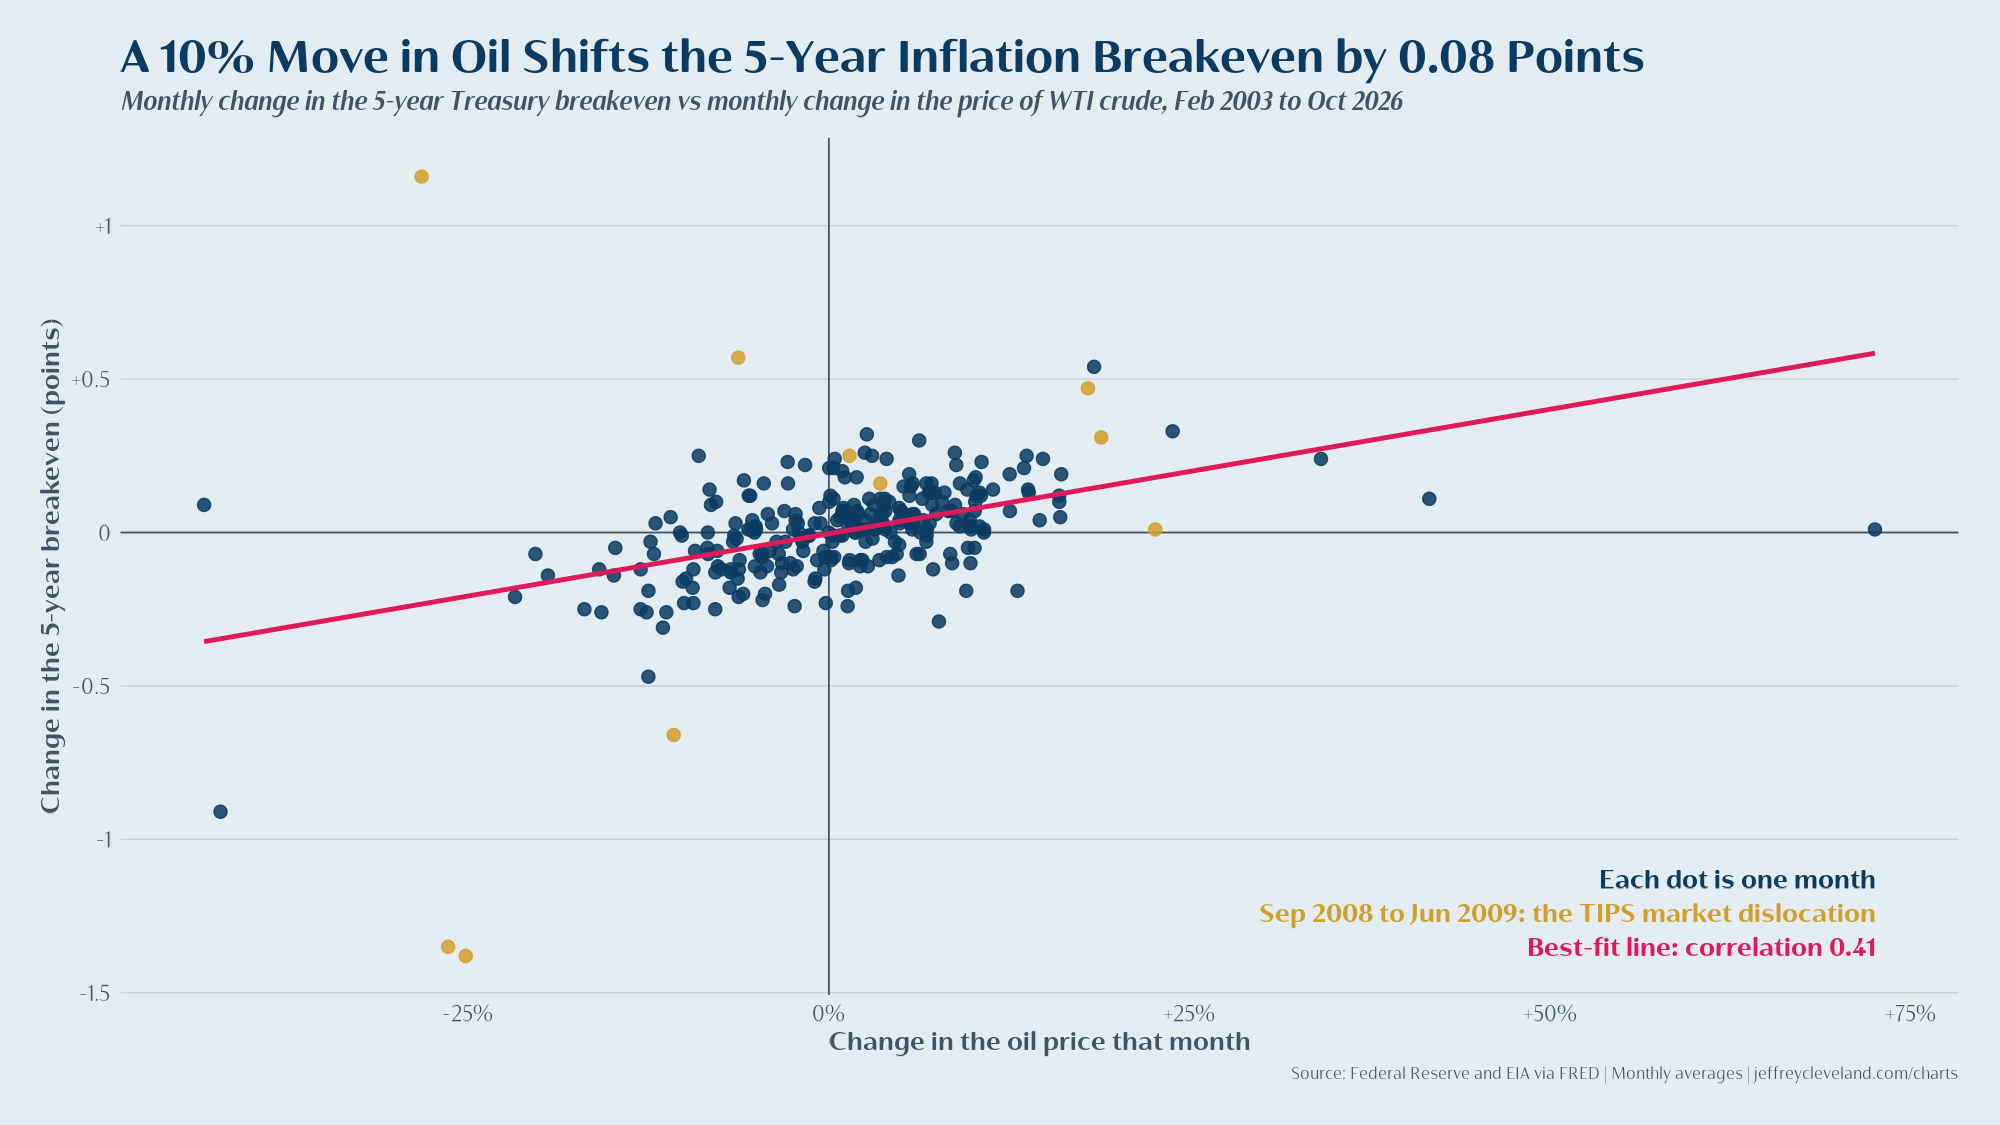 A 10% Move in Oil Shifts the 5-Year Inflation Breakeven by 0.08 Points
Monthly change in the 5-year Treasury breakeven vs monthly change in the price of WTI crude, Feb 2003 to Oct 2026
Change in the 5-year breakeven (points)
+1
+0.5
0
-0.5
-1
-1.5
Each dot is one month
Sep 2008 to Jun 2009: the TIPS market dislocation
Best-fit line: correlation 0.41
-25%
0%
+25%
+50%
+75%
Change in the oil price that month
Source: Federal Reserve and EIA via FRED | Monthly averages | jeffreycleveland.com/charts